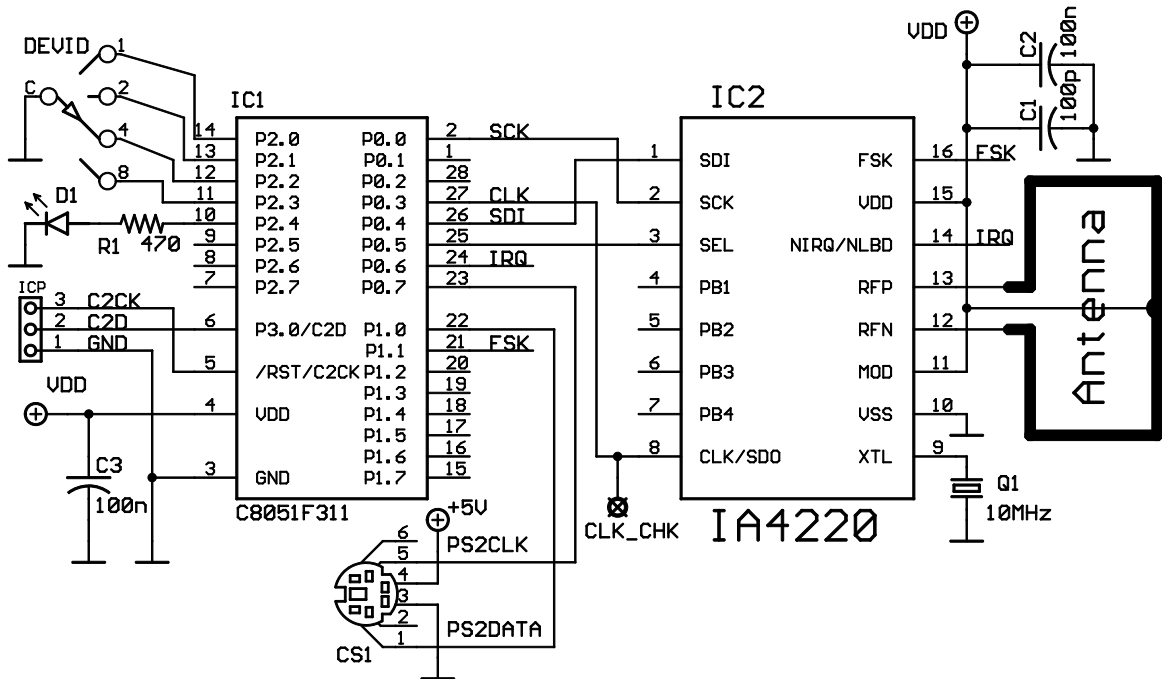 DEVID
1
C
2
4
8
D1
R1
470
ICP
3 C2CK
2 C2D
1 GND
VDD
C3
100n
IC1
14 P2.0
13 P2.1
12 P2.2
11 P2.3
10 P2.4
9 P2.5
8 P2.6
7 P2.7
6 P3.0/C2D
5 /RST/C2CK
4 VDD
3 GND
P0.0 2 SCK
P0.1 1
P0.2 28
P0.3 27 CLK
P0.4 26 SDI
P0.5 25
P0.6 24 IRQ
P0.7 23
P1.0 22
P1.1 21 FSK
P1.2 20
P1.3 19
P1.4 18
P1.5 17
P1.6 16
P1.7 15
C8051F311
+5V
6
5 PS2CLK
4
3
2
1 PS2DATA
CS1
CLK_CHK
IC2
1 SDI
2 SCK
3 SEL
4 PB1
5 PB2
6 PB3
7 PB4
8 CLK/SDO
FSK 16 FSK
VDD 15
NIRQ/NLBD 14 IRQ
RFP 13
RFN 12
MOD 11
VSS 10
XTL 9
IA4220
VDD
C2
100n
C1
100p
Antenna
Q1
10MHz